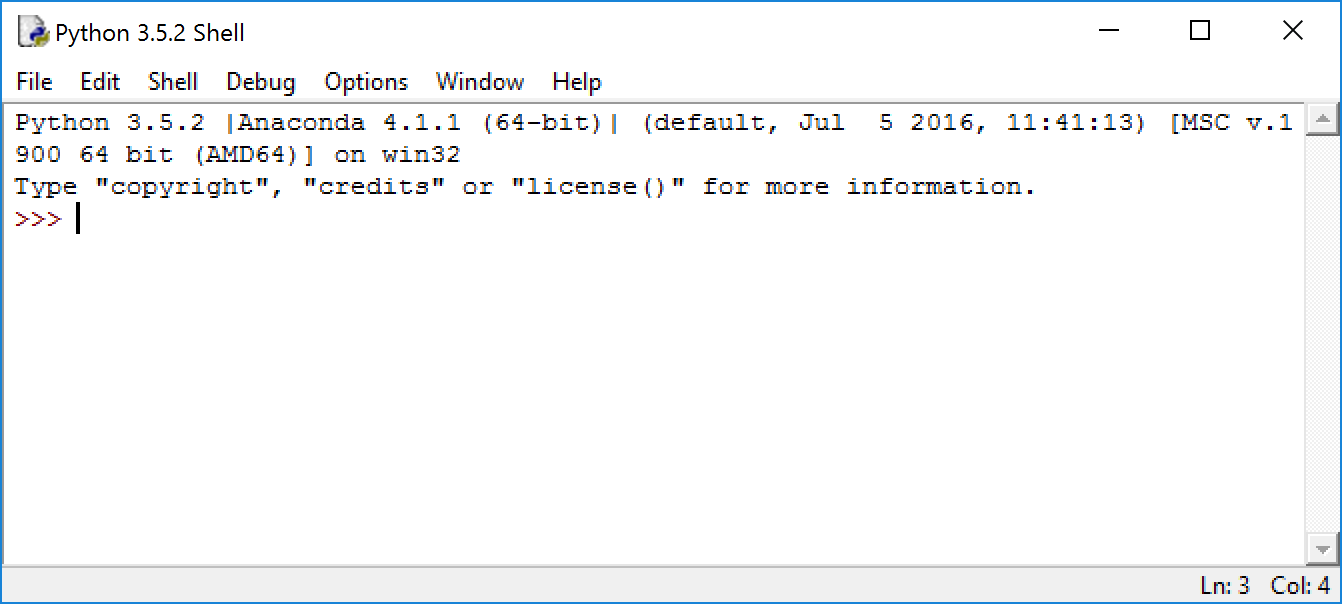 Python 3.5.2 Shell
File Edit Shell Debug Options Window Help
Python 3.5.2 |Anaconda 4.1.1 (64-bit)| (default, Jul  5 2016, 11:41:13) [MSC v.1
900 64 bit (AMD64)] on win32
Type "copyright", "credits" or "license()" for more information.
>>>
Ln: 3 Col: 4